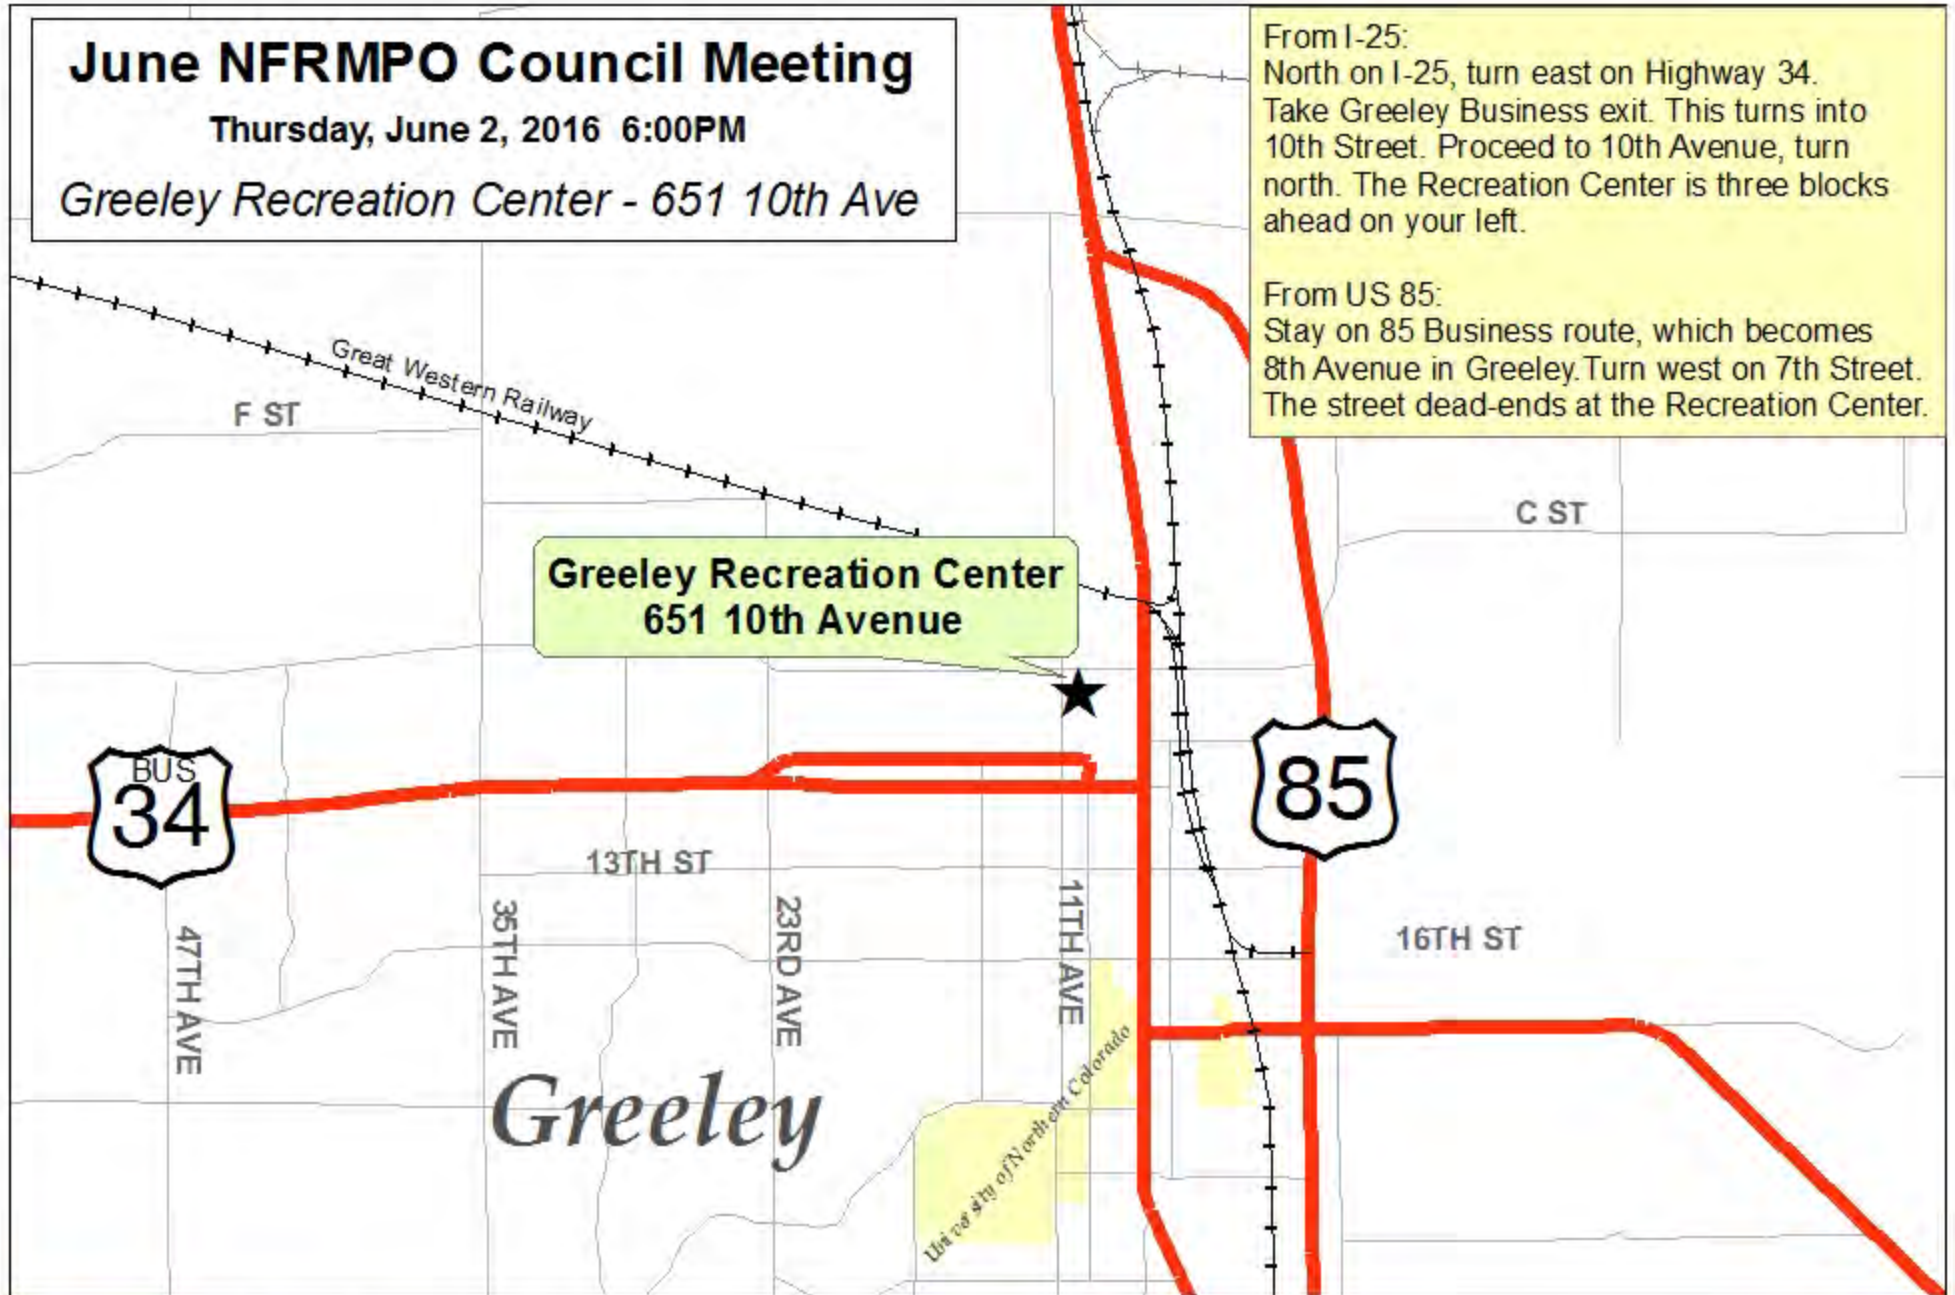 June NFRMPO Council Meeting
Thursday, June 2, 2016 6:00PM
Greeley Recreation Center - 651 10th Ave
From I-25:
North on I-25, turn east on Highway 34.
Take Greeley Business exit. This turns into
10th Street. Proceed to 10th Avenue, turn
north. The Recreation Center is three blocks
ahead on your left.
From US 85:
Stay on 85 Business route, which becomes
8th Avenue in Greeley.Turn west on 7th Street.
The street dead-ends at the Recreation Center.
Great Western Railway
F ST
C ST
Greeley Recreation Center
651 10th Avenue
BUS
34
85
13TH ST
47TH AVE
35TH AVE
23RD AVE
11TH AVE
16TH ST
Greeley
University of Northern Colorado